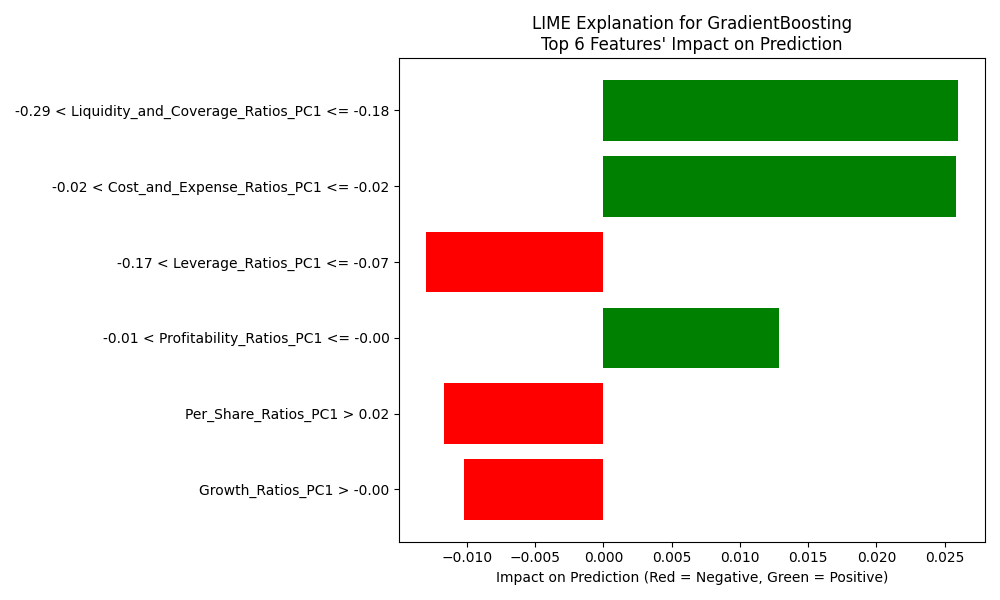 LIME Explanation for GradientBoosting
Top 6 Features' Impact on Prediction
-0.29 < Liquidity_and_Coverage_Ratios_PC1 <= -0.18
-0.02 < Cost_and_Expense_Ratios_PC1 <= -0.02
-0.17 < Leverage_Ratios_PC1 <= -0.07
-0.01 < Profitability_Ratios_PC1 <= -0.00
Per_Share_Ratios_PC1 > 0.02
Growth_Ratios_PC1 > -0.00
−0.010 −0.005 0.000 0.005 0.010 0.015 0.020 0.025
Impact on Prediction (Red = Negative, Green = Positive)